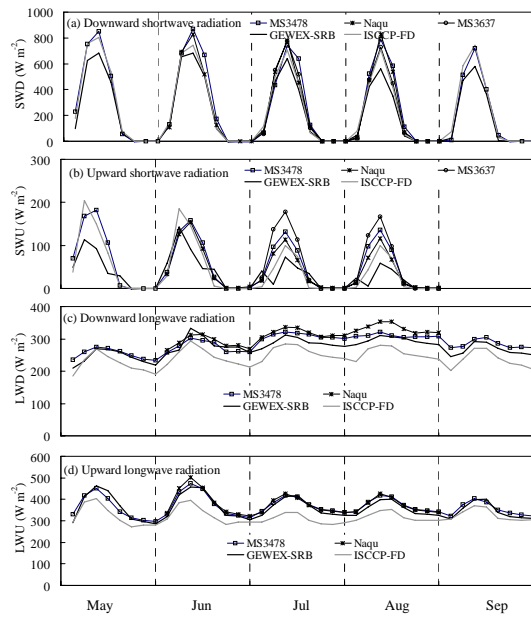 (a) Downward shortwave radiation
MS3478 Naqu MS3637
GEWEX-SRB ISCCP-FD
SWD (W m-2)
1000
800
600
400
200
0
(b) Upward shortwave radiation
MS3478 Naqu MS3637
GEWEX-SRB ISCCP-FD
SWU (W m-2)
300
200
100
0
(c) Downward longwave radiation
MS3478 Naqu
GEWEX-SRB ISCCP-FD
LWD (W m-2)
400
300
200
100
0
(d) Upward longwave radiation
MS3478 Naqu
GEWEX-SRB ISCCP-FD
LWU (W m-2)
600
500
400
300
200
100
0
May Jun Jul Aug Sep